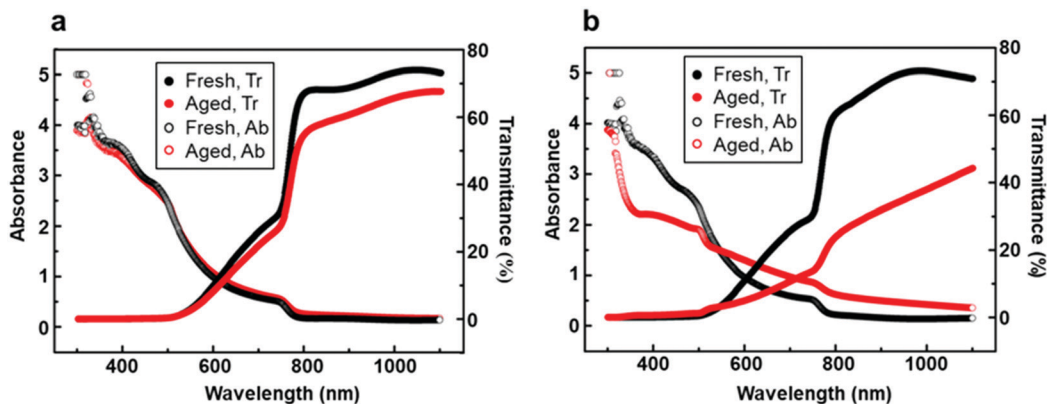 a
5
4
3
2
1
0
Absorbance
Fresh, Tr
Aged, Tr
Fresh, Ab
Aged, Ab
80
60
40
20
0
Transmittance (%)
400 600 800 1000
Wavelength (nm)
b
5
4
3
2
1
0
Absorbance
Fresh, Tr
Aged, Tr
Fresh, Ab
Aged, Ab
80
60
40
20
0
Transmittance (%)
400 600 800 1000
Wavelength (nm)